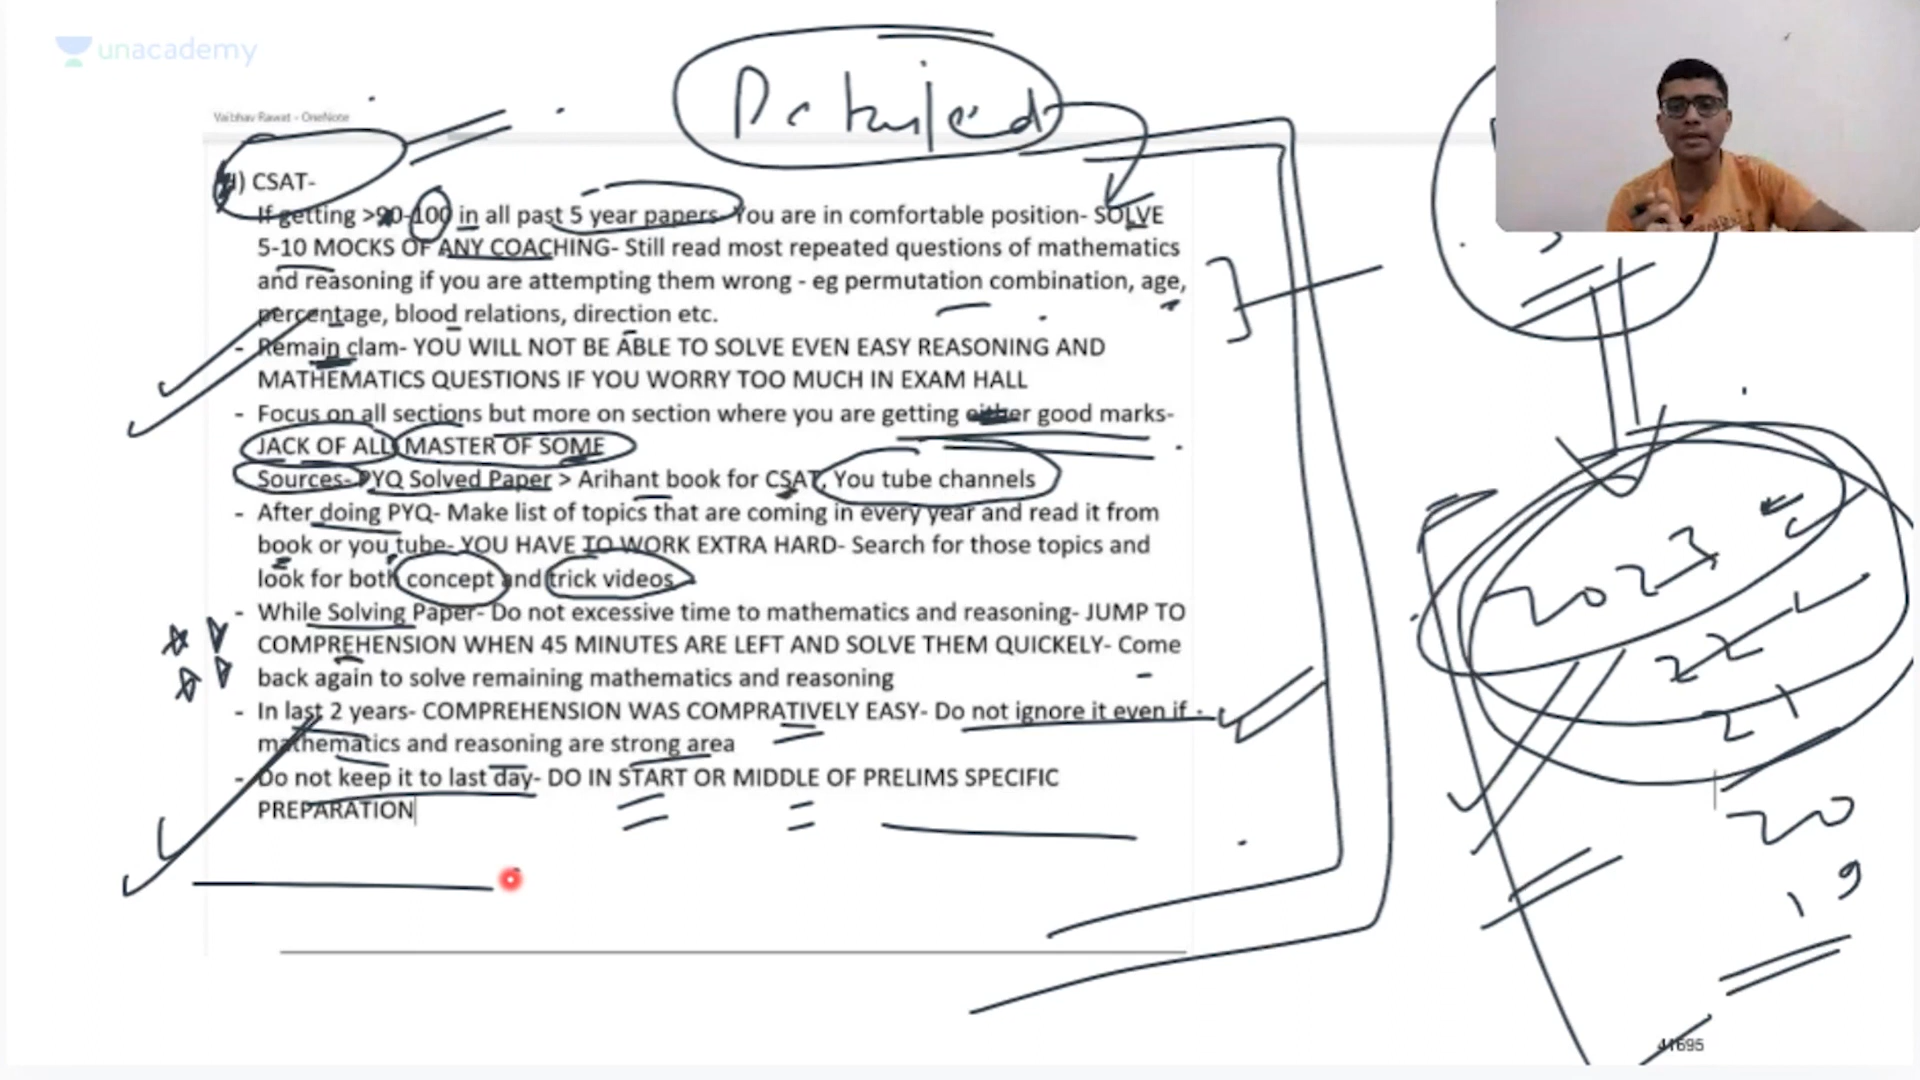 unacademy
Detailed
Vaibhav Rawat - OneNote
CSAT-
If getting >90-100 in all past 5 year papers- You are in comfortable position- SOLVE
5-10 MOCKS OF ANY COACHING- Still read most repeated questions of mathematics
and reasoning if you are attempting them wrong - eg permutation combination, age,
percentage, blood relations, direction etc.
- Remain clam- YOU WILL NOT BE ABLE TO SOLVE EVEN EASY REASONING AND
MATHEMATICS QUESTIONS IF YOU WORRY TOO MUCH IN EXAM HALL
- Focus on all sections but more on section where you are getting either good marks-
JACK OF ALL MASTER OF SOME
Sources- PYQ Solved Paper > Arihant book for CSAT, You tube channels
- After doing PYQ- Make list of topics that are coming in every year and read it from
book or you tube- YOU HAVE TO WORK EXTRA HARD- Search for those topics and
look for both concept and trick videos
- While Solving Paper- Do not excessive time to mathematics and reasoning- JUMP TO
COMPREHENSION WHEN 45 MINUTES ARE LEFT AND SOLVE THEM QUICKELY- Come
back again to solve remaining mathematics and reasoning
- In last 2 years- COMPREHENSION WAS COMPRATIVELY EASY- Do not ignore it even if -
mathematics and reasoning are strong area
- Do not keep it to last day- DO IN START OR MIDDLE OF PRELIMS SPECIFIC
PREPARATION
2023
22
21
20
19
41695